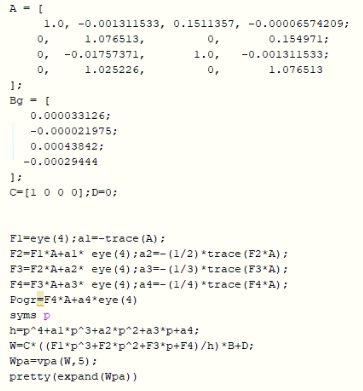 A = [
1.0, -0.001311533, 0.1511357, -0.00006574209;
0, 1.076513, 0, 0.154971;
0, -0.01757371, 1.0, -0.001311533;
0, 1.025226, 0, 1.076513
];
Bg = [
0.000033126;
-0.000021975;
0.00043842;
-0.00029444
];
C=[1 0 0 0];D=0;
F1=eye(4);a1=-trace(A);
F2=F1*A+a1* eye(4);a2=-(1/2)*trace(F2*A);
F3=F2*A+a2* eye(4);a3=-(1/3)*trace(F3*A);
F4=F3*A+a3* eye(4);a4=-(1/4)*trace(F4*A);
Pogr=F4*A+a4*eye(4)
syms p
h=p^4+a1*p^3+a2*p^2+a3*p+a4;
W=C*((F1*p^3+F2*p^2+F3*p+F4)/h)*B+D;
Wpa=vpa(W,5);
pretty(expand(Wpa))